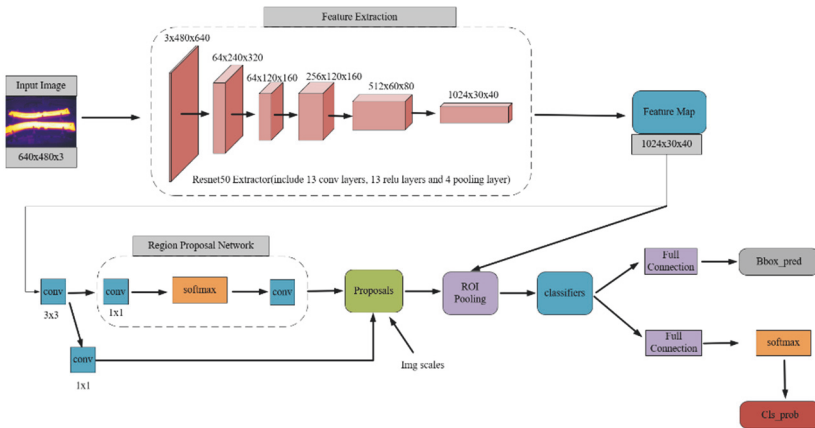 Feature Extraction
3x480x640
64x240x320
64x120x160
256x120x160
512x60x80
1024x30x40
Input Image
640x480x3
Feature Map
1024x30x40
Resnet50 Extractor(include 13 conv layers, 13 relu layers and 4 pooling layer)
Region Proposal Network
conv
3x3
conv
1x1
softmax
conv
Proposals
ROI
Pooling
classifiers
Full
Connection
Bbox_pred
conv
1x1
Img scales
Full
Connection
softmax
Cls_prob